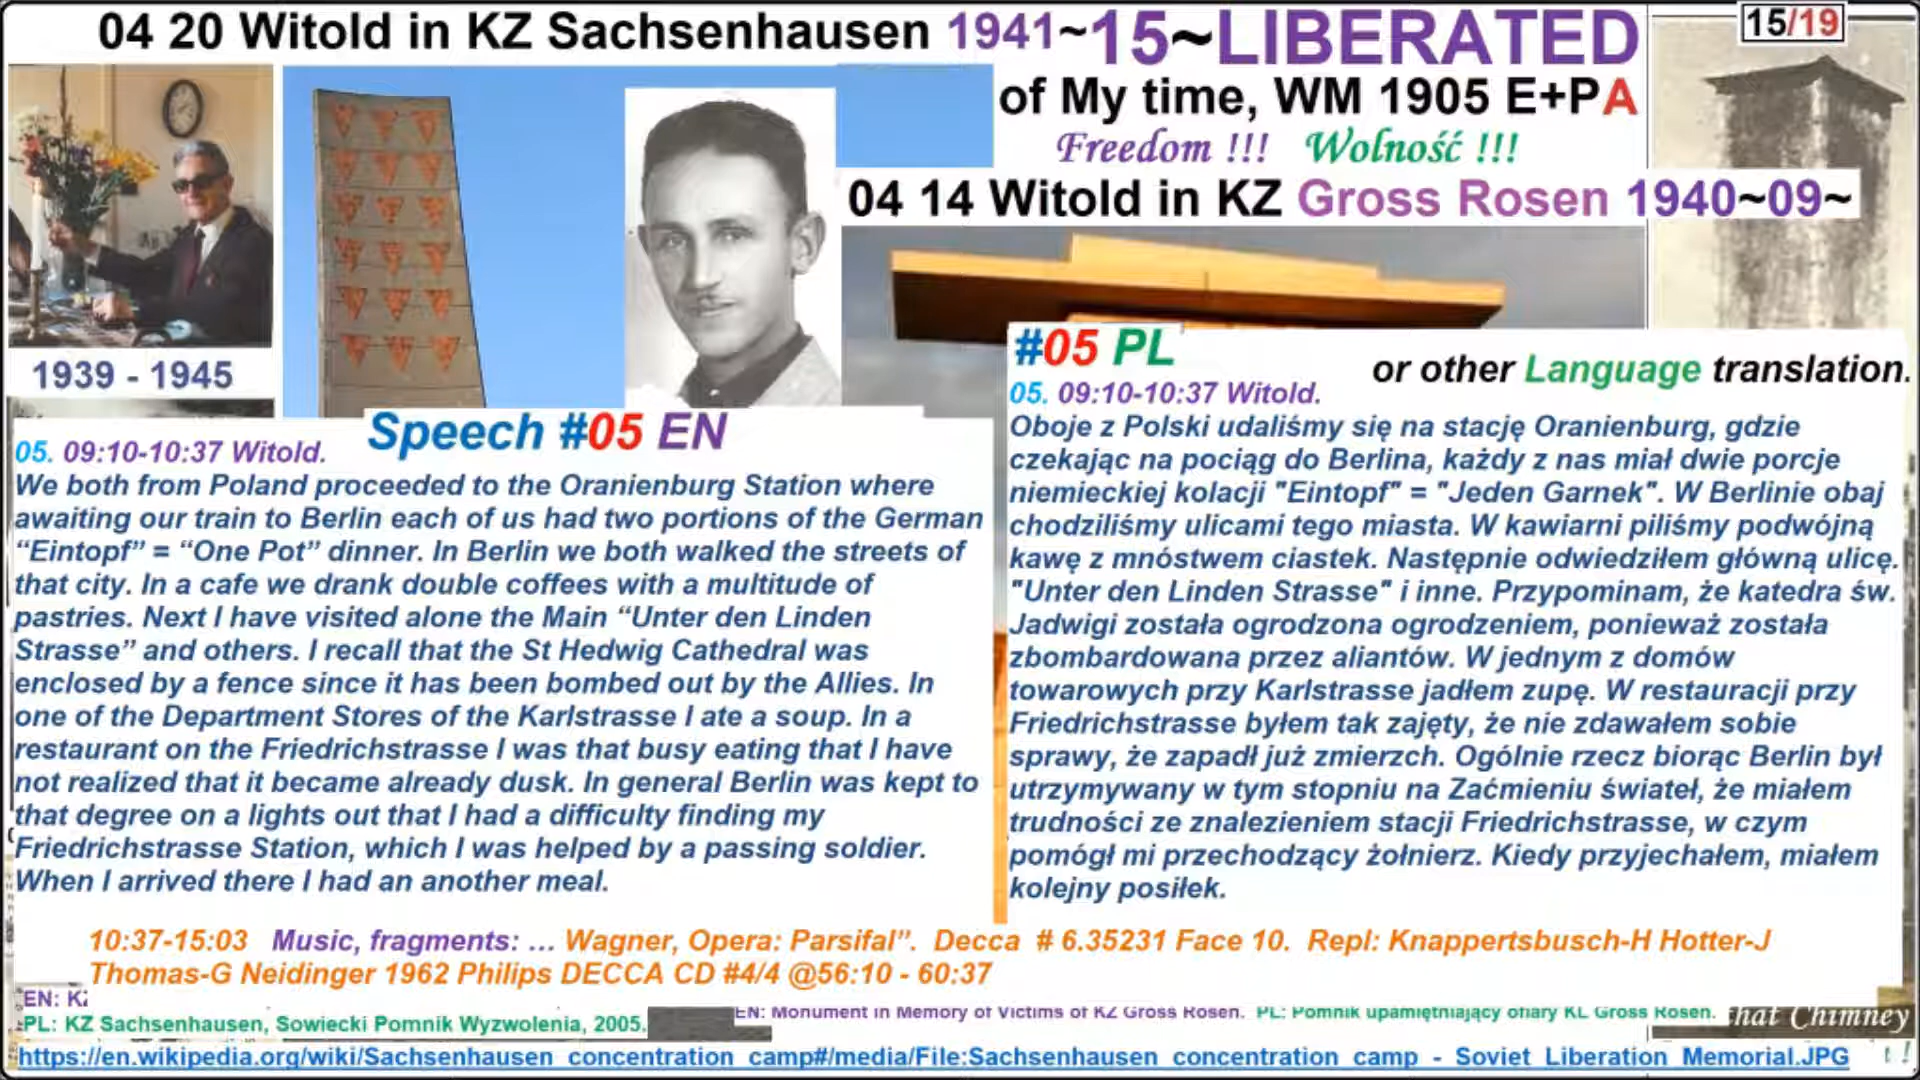 04 20 Witold in KZ Sachsenhausen 1941~15~LIBERATED
of My time, WM 1905 E+PA
Freedom !!! Wolność !!!
15/19
04 14 Witold in KZ Gross Rosen 1940~09~
1939 - 1945
Speech #05 EN
05. 09:10-10:37 Witold.
We both from Poland proceeded to the Oranienburg Station where
awaiting our train to Berlin each of us had two portions of the German
“Eintopf” = “One Pot” dinner. In Berlin we both walked the streets of
that city. In a cafe we drank double coffees with a multitude of
pastries. Next I have visited alone the Main “Unter den Linden
Strasse” and others. I recall that the St Hedwig Cathedral was
enclosed by a fence since it has been bombed out by the Allies. In
one of the Department Stores of the Karlstrasse I ate a soup. In a
restaurant on the Friedrichstrasse I was that busy eating that I have
not realized that it became already dusk. In general Berlin was kept to
that degree on a lights out that I had a difficulty finding my
Friedrichstrasse Station, which I was helped by a passing soldier.
When I arrived there I had an another meal.
#05 PL
or other Language translation.
05. 09:10-10:37 Witold.
Oboje z Polski udaliśmy się na stację Oranienburg, gdzie
czekając na pociąg do Berlina, każdy z nas miał dwie porcje
niemieckiej kolacji "Eintopf" = "Jeden Garnek". W Berlinie obaj
chodziliśmy ulicami tego miasta. W kawiarni piliśmy podwójną
kawę z mnóstwem ciastek. Następnie odwiedziłem główną ulicę.
"Unter den Linden Strasse" i inne. Przypominam, że katedra św.
Jadwigi została ogrodzona ogrodzeniem, ponieważ została
zbombardowana przez aliantów. W jednym z domów
towarowych przy Karlstrasse jadłem zupę. W restauracji przy
Friedrichstrasse byłem tak zajęty, że nie zdawałem sobie
sprawy, że zapadł już zmierzch. Ogólnie rzecz biorąc Berlin był
utrzymywany w tym stopniu na Zaćmieniu świateł, że miałem
trudności ze znalezieniem stacji Friedrichstrasse, w czym
pomógł mi przechodzący żołnierz. Kiedy przyjechałem, miałem
kolejny posiłek.
10:37-15:03 Music, fragments: ... Wagner, Opera: Parsifal”. Decca # 6.35231 Face 10. Repl: Knappertsbusch-H Hotter-J
Thomas-G Neidinger 1962 Philips DECCA CD #4/4 @56:10 - 60:37
EN: KZ
PL: KZ Sachsenhausen, Sowiecki Pomnik Wyzwolenia, 2005.
EN: Monument in Memory of Victims of KZ Gross Rosen. PL: Pomnik upamiętniający ofiary KL Gross Rosen.
that Chimney
https://en.wikipedia.org/wiki/Sachsenhausen_concentration_camp#/media/File:Sachsenhausen_concentration_camp_-_Soviet_Liberation_Memorial.JPG